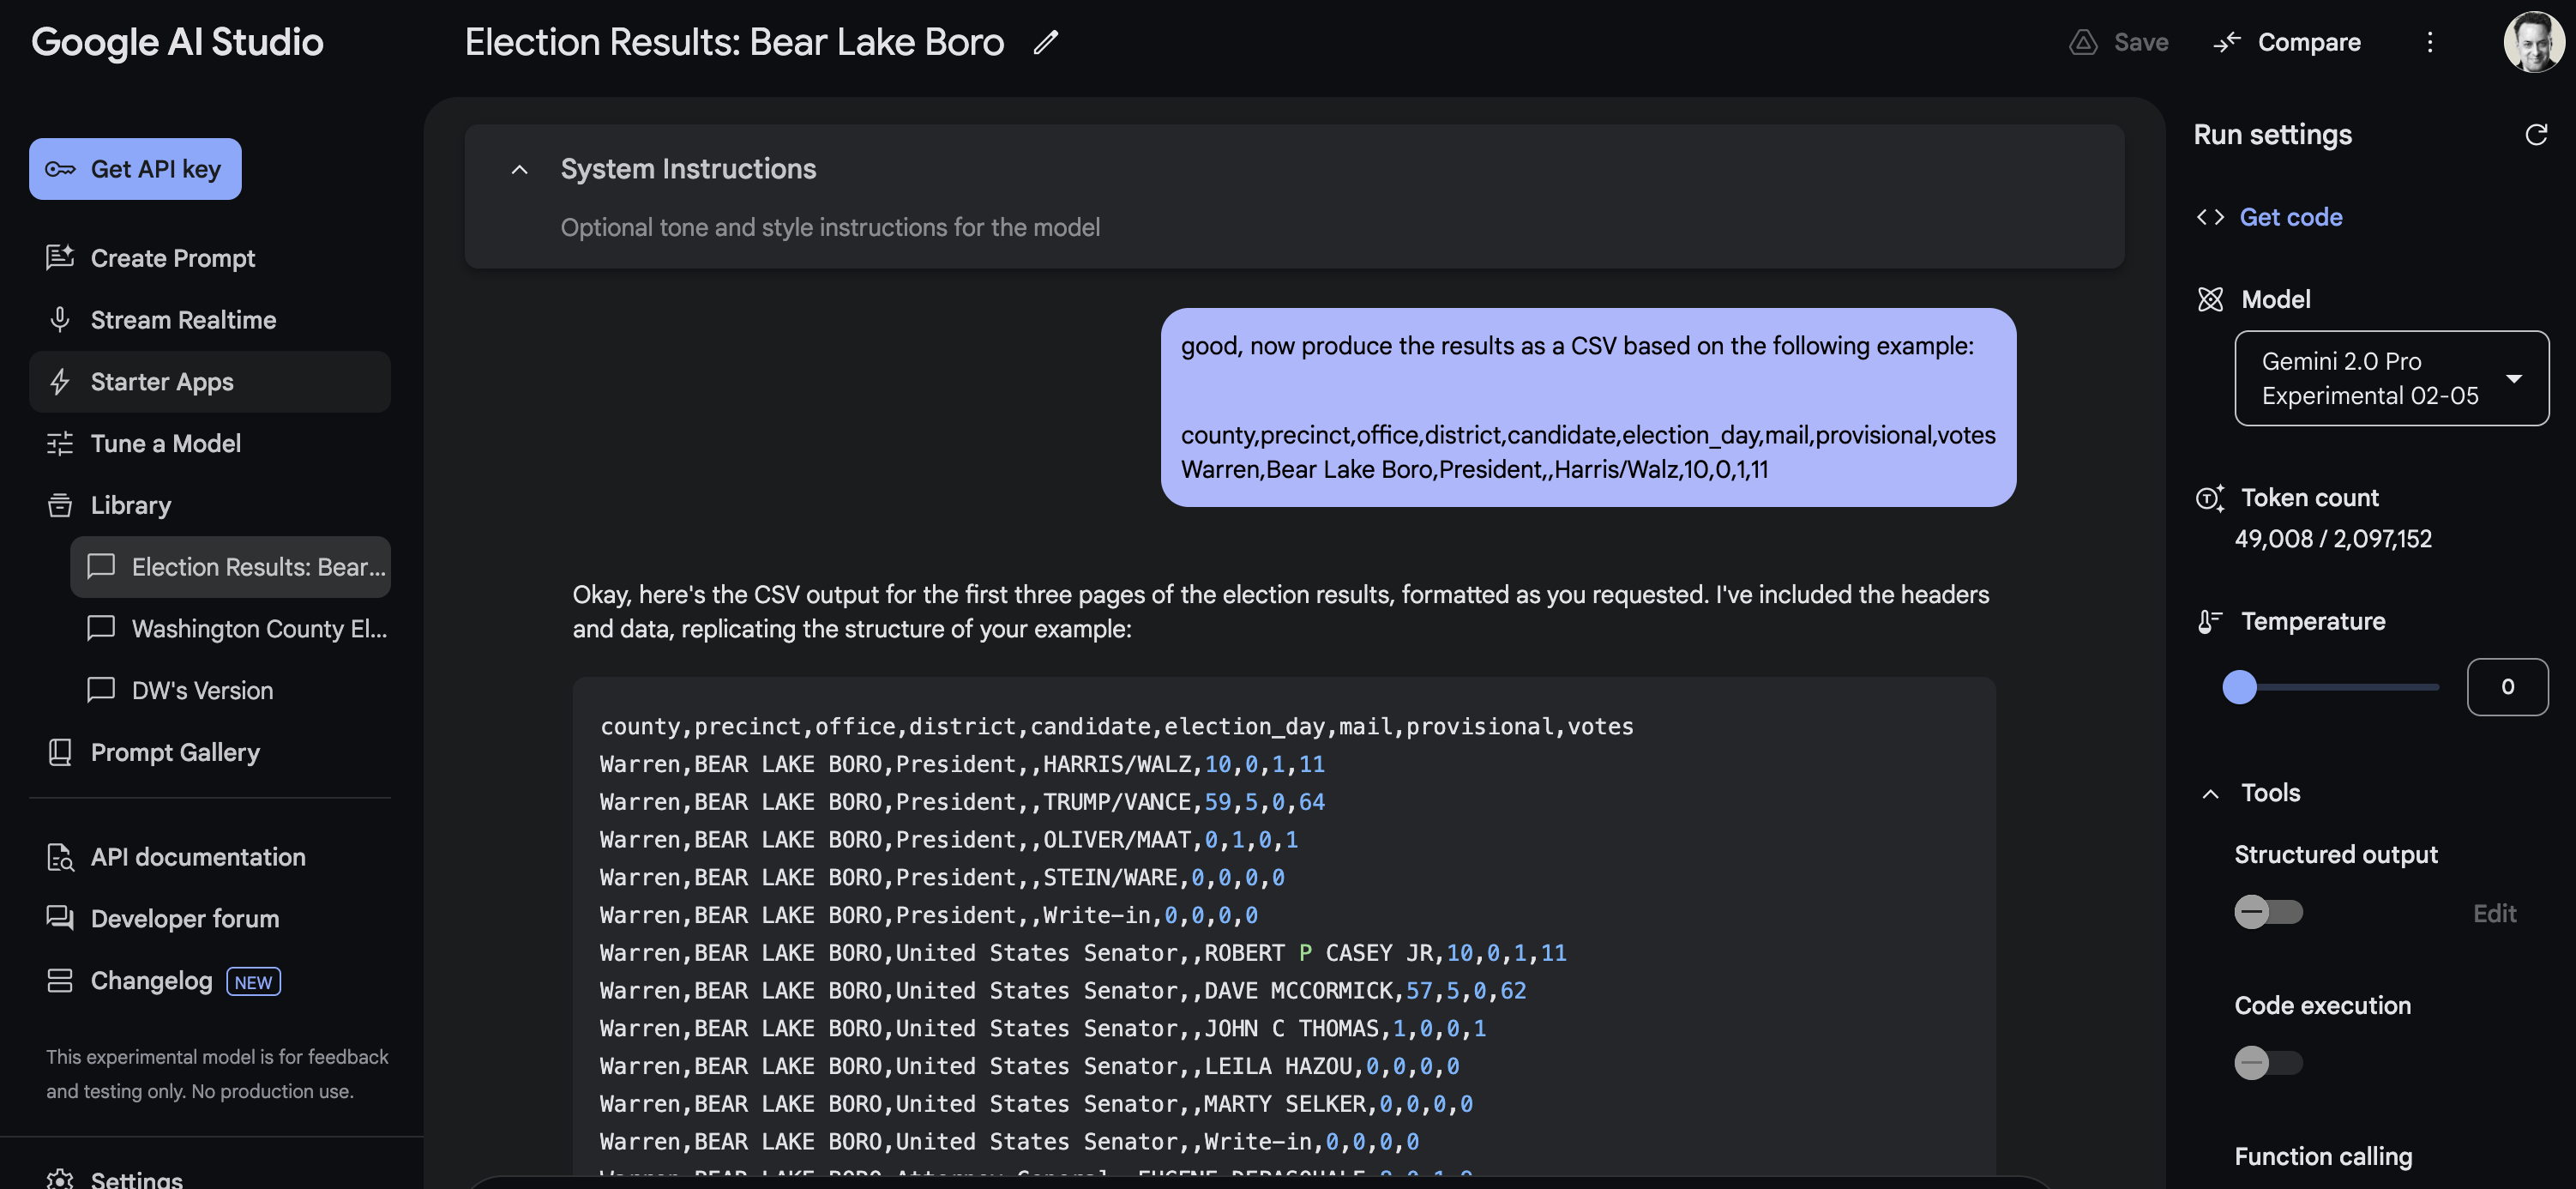 Google AI Studio
Election Results: Bear Lake Boro
Save
Compare
Get API key
Create Prompt
Stream Realtime
Starter Apps
Tune a Model
Library
Election Results: Bear...
Washington County El...
DW's Version
Prompt Gallery
API documentation
Developer forum
Changelog NEW
This experimental model is for feedback
and testing only. No production use.
Settings
System Instructions
Optional tone and style instructions for the model
good, now produce the results as a CSV based on the following example:
county,precinct,office,district,candidate,election_day,mail,provisional,votes
Warren,Bear Lake Boro,President,,Harris/Walz,10,0,1,11
Okay, here's the CSV output for the first three pages of the election results, formatted as you requested. I've included the headers
and data, replicating the structure of your example:
county,precinct,office,district,candidate,election_day,mail,provisional,votes
Warren,BEAR LAKE BORO,President,,HARRIS/WALZ,10,0,1,11
Warren,BEAR LAKE BORO,President,,TRUMP/VANCE,59,5,0,64
Warren,BEAR LAKE BORO,President,,OLIVER/MAAT,0,1,0,1
Warren,BEAR LAKE BORO,President,,STEIN/WARE,0,0,0,0
Warren,BEAR LAKE BORO,President,,Write-in,0,0,0,0
Warren,BEAR LAKE BORO,United States Senator,,ROBERT P CASEY JR,10,0,1,11
Warren,BEAR LAKE BORO,United States Senator,,DAVE MCCORMICK,57,5,0,62
Warren,BEAR LAKE BORO,United States Senator,,JOHN C THOMAS,1,0,0,1
Warren,BEAR LAKE BORO,United States Senator,,LEILA HAZOU,0,0,0,0
Warren,BEAR LAKE BORO,United States Senator,,MARTY SELKER,0,0,0,0
Warren,BEAR LAKE BORO,United States Senator,,Write-in,0,0,0,0
Warren,BEAR LAKE BORO,Attorney General,,EUGENE DEPASQUALE,
Run settings
Get code
Model
Gemini 2.0 Pro
Experimental 02-05
Token count
49,008 / 2,097,152
Temperature
0
Tools
Structured output
Edit
Code execution
Function calling